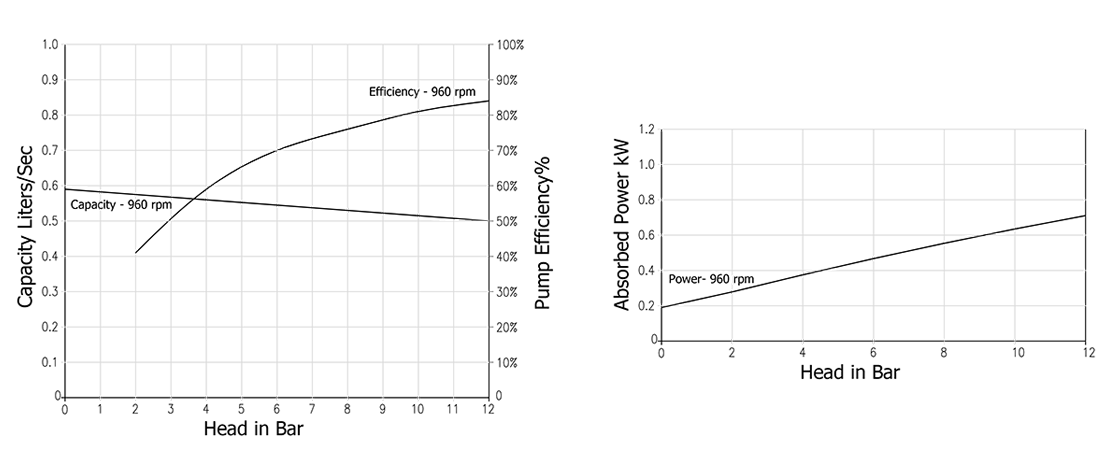 1.0
100%
0.9
90%
Efficiency - 960 rpm
0.8
80%
0.7
70%
0.6
60%
Capacity - 960 rpm
0.5
50%
0.4
40%
0.3
30%
0.2
20%
0.1
10%
0
0
0 1 2 3 4 5 6 7 8 9 10 11 12
Head in Bar
Capacity Liters/Sec
Pump Efficiency%
1.2
1.0
0.8
0.6
0.4
Power- 960 rpm
0.2
0
0 2 4 6 8 10 12
Head in Bar
Absorbed Power kW